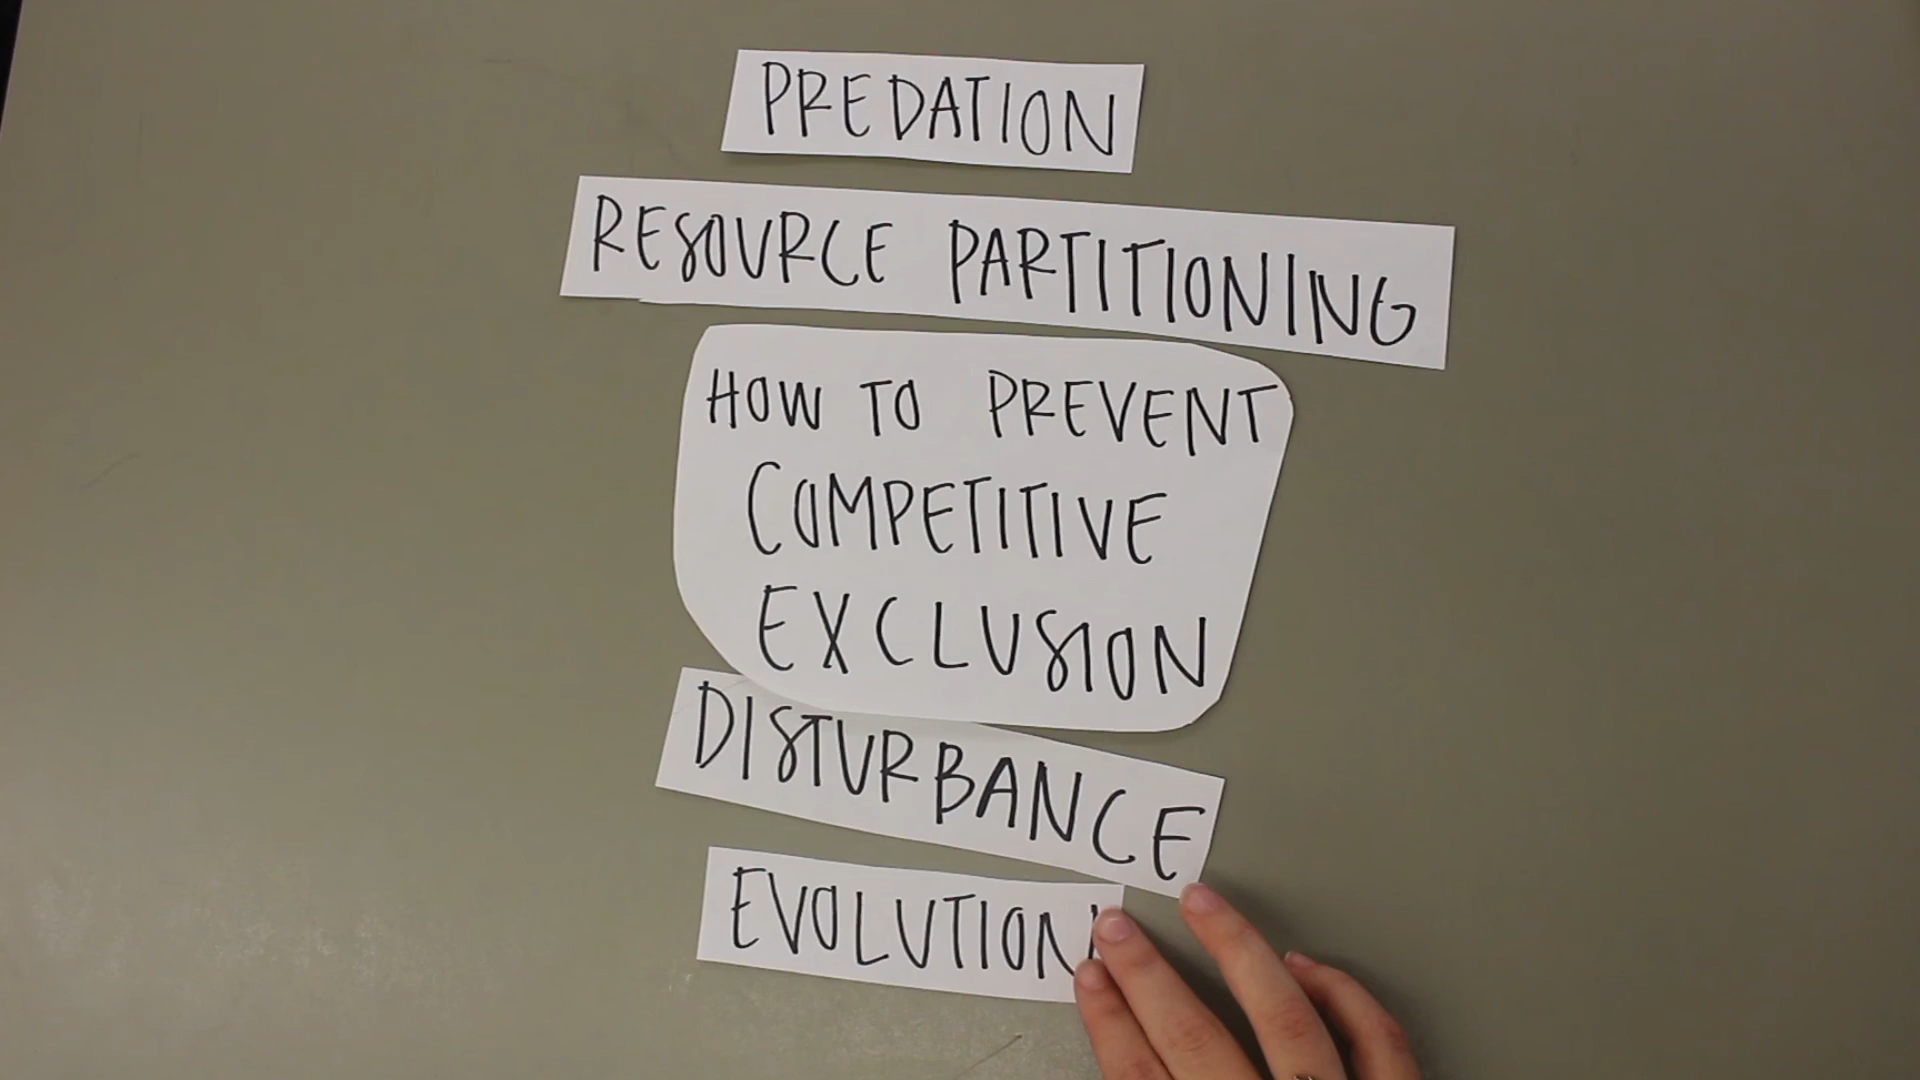 PREDATION
RESOURCE PARTITIONING
HOW TO PREVENT
COMPETITIVE
EXCLUSION
DISTURBANCE
EVOLUTION